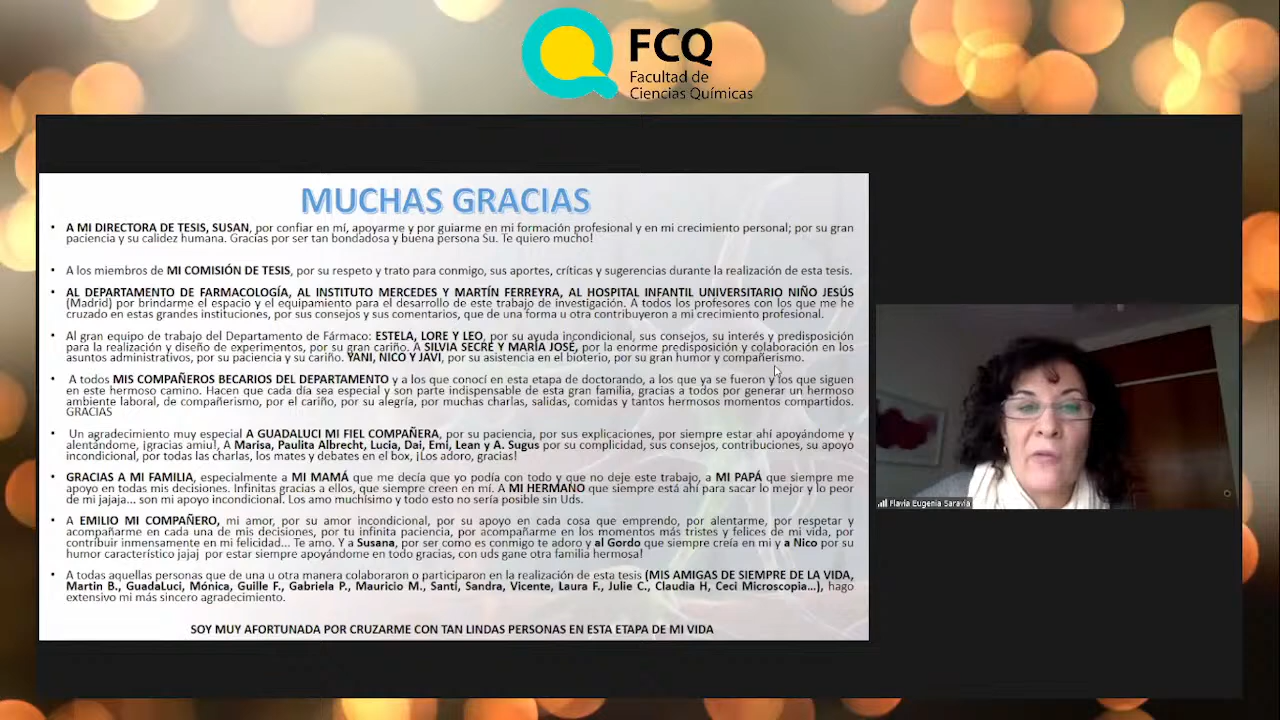 FCQ
Facultad de
Ciencias Químicas
MUCHAS GRACIAS
• A MI DIRECTORA DE TESIS, SUSAN, por confiar en mí, apoyarme y por guiarme en mi formación profesional y en mi crecimiento personal; por su gran
paciencia y su calidez humana. Gracias por ser tan bondadosa y buena persona Su. Te quiero mucho!
• A los miembros de MI COMISIÓN DE TESIS, por su respeto y trato para conmigo, sus aportes, críticas y sugerencias durante la realización de esta tesis.
• AL DEPARTAMENTO DE FARMACOLOGÍA, AL INSTITUTO MERCEDES Y MARTÍN FERREYRA, AL HOSPITAL INFANTIL UNIVERSITARIO NIÑO JESÚS
(Madrid) por brindarme el espacio y el equipamiento para el desarrollo de este trabajo de investigación. A todos los profesores con los que me he
cruzado en estas grandes instituciones, por sus consejos y sus comentarios, que de una forma u otra contribuyeron a mi crecimiento profesional.
• Al gran equipo de trabajo del Departamento de Fármaco: ESTELA, LORE Y LEO, por su ayuda incondicional, sus consejos, su interés y predisposición
para la realización y diseño de experimentos, por su gran cariño. A SILVIA SECRE Y MARÍA JOSÉ, por la enorme predisposición y colaboración en los
asuntos administrativos, por su paciencia y su cariño. YANI, NICO Y JAVI, por su asistencia en el bioterio, por su gran humor y compañerismo.
• A todos MIS COMPAÑEROS BECARIOS DEL DEPARTAMENTO y a los que conocí en esta etapa de doctorando, a los que ya se fueron y los que siguen
en este hermoso camino. Hacen que cada día sea especial y son parte indispensable de esta gran familia, gracias a todos por generar un hermoso
ambiente laboral, de compañerismo, por el cariño, por su alegría, por muchas charlas, salidas, comidas y tantos hermosos momentos compartidos.
GRACIAS
• Un agradecimiento muy especial A GUADALUCI MI FIEL COMPAÑERA, por su paciencia, por sus explicaciones, por siempre estar ahí apoyándome y
alentándome, ¡gracias amiu!. A Marisa, Paulita Albrecht, Lucia, Dai, Emi, Lean y A. Sugus por su complicidad, sus consejos, contribuciones, su apoyo
incondicional, por todas las charlas, los mates y debates en el box, ¡Los adoro, gracias!
• GRACIAS A MI FAMILIA, especialmente a MI MAMÁ que me decía que yo podía con todo y que no deje este trabajo, a MI PAPÁ que siempre me
apoyo en todas mis decisiones. Infinitas gracias a ellos, que siempre creen en mí. A MI HERMANO que siempre está ahí para sacar lo mejor y lo peor
de mi jajaja... son mi apoyo incondicional. Los amo muchísimo y todo esto no sería posible sin Uds.
• A EMILIO MI COMPAÑERO, mi amor, por su amor incondicional, por su apoyo en cada cosa que emprendo, por alentarme, por respetar y
acompañarme en cada una de mis decisiones, por tu infinita paciencia, por acompañarme en los momentos más tristes y felices de mi vida, por
contribuir inmensamente en mi felicidad... Te amo. Y a Susana, por ser como es conmigo te adoro y al Gordo que siempre creía en mi y a Nico por su
humor característico jajaj por estar siempre apoyándome en todo gracias, con uds gane otra familia hermosa!
• A todas aquellas personas que de una u otra manera colaboraron o participaron en la realización de esta tesis (MIS AMIGAS DE SIEMPRE DE LA VIDA,
Martin B., GuadaLuci, Mónica, Guille F., Gabriela P., Mauricio M., Santi, Sandra, Vicente, Laura F., Julie C., Claudia H, Ceci Microscopia...), hago
extensivo mi más sincero agradecimiento.
SOY MUY AFORTUNADA POR CRUZARME CON TAN LINDAS PERSONAS EN ESTA ETAPA DE MI VIDA
Flavia Eugenia Saravia